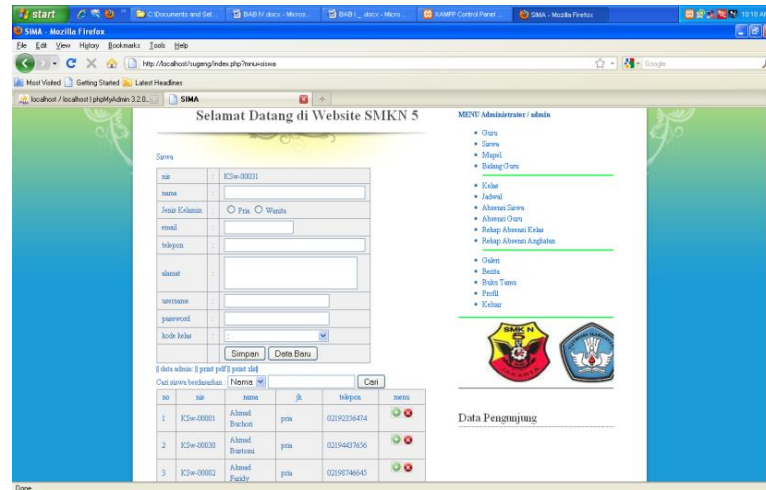 start
C:\Documents and Set...
BAB IV.docx - Micros...
BAB I _.docx - Micro...
XAMPP Control Panel ...
SIMA - Mozilla Firefox
10:18 AM
SIMA - Mozilla Firefox
File Edit View History Bookmarks Tools Help
http://localhost/sugeng/index.php?mnu=siswa
Google
Most Visited Getting Started Latest Headlines
localhost / localhost | phpMyAdmin 3.2.0...
SIMA
Selamat Datang di Website SMKN 5
Siswa
nis : KSw-00031
nama :
Jenis Kelamin : Pria Wanita
email :
telepon :
alamat :
username :
password :
kode kelas :
Simpan Data Baru
|| data admin: || print pdf || print xls||
Cari siswa berdasarkan : Nama Cari
no nis nama jk telepon menu
1 KSw-00001 Ahmad Buchori pria 02192356474
2 KSw-00030 Ahmad Bustomi pria 02194437656
3 KSw-00002 Ahmad Faridy pria 02198746645
MENU Administrator / admin
Guru
Siswa
Mapel
Bidang Guru
Kelas
Jadwal
Absensi Siswa
Absensi Guru
Rekap Absensi Kelas
Rekap Absensi Angkatan
Galeri
Berita
Buku Tamu
Profil
Keluar
SMK N
5
JAKARTA
Data Pengunjung
Done